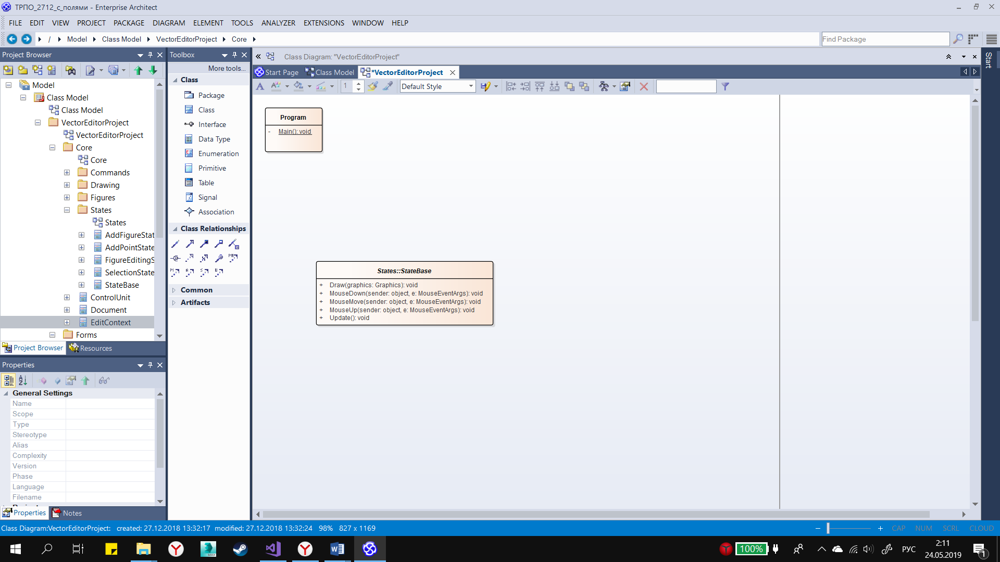 ТРПО_2712_с_полями - Enterprise Architect
FILE EDIT VIEW PROJECT PACKAGE DIAGRAM ELEMENT TOOLS ANALYZER EXTENSIONS WINDOW HELP
/ Model Class Model VectorEditorProject Core
Find Package
Project Browser
Model
Class Model
Class Model
VectorEditorProject
VectorEditorProject
Core
Core
Commands
Drawing
Figures
States
States
AddFigureStat
AddPointState
FigureEditingS
SelectionState
StateBase
ControlUnit
Document
EditContext
Forms
Project Browser Resources
Properties
General Settings
Name
Scope
Type
Stereotype
Alias
Complexity
Version
Phase
Language
Filename
Properties Notes
Toolbox
More tools...
Class
Package
Class
Interface
Data Type
Enumeration
Primitive
Table
Signal
Association
Class Relationships
Common
Artifacts
Class Diagram: "VectorEditorProject"
Start Page Class Model *VectorEditorProject
1 Default Style
Program
- Main(): void
States::StateBase
+ Draw(graphics: Graphics): void
+ MouseDown(sender: object, e: MouseEventArgs): void
+ MouseMove(sender: object, e: MouseEventArgs): void
+ MouseUp(sender: object, e: MouseEventArgs): void
+ Update(): void
Start
Class Diagram:VectorEditorProject: created: 27.12.2018 13:32:17 modified: 27.12.2018 13:32:24 98% 827 x 1169
CAP NUM SCRL CLOUD
100%
РУС
2:11
24.05.2019
1